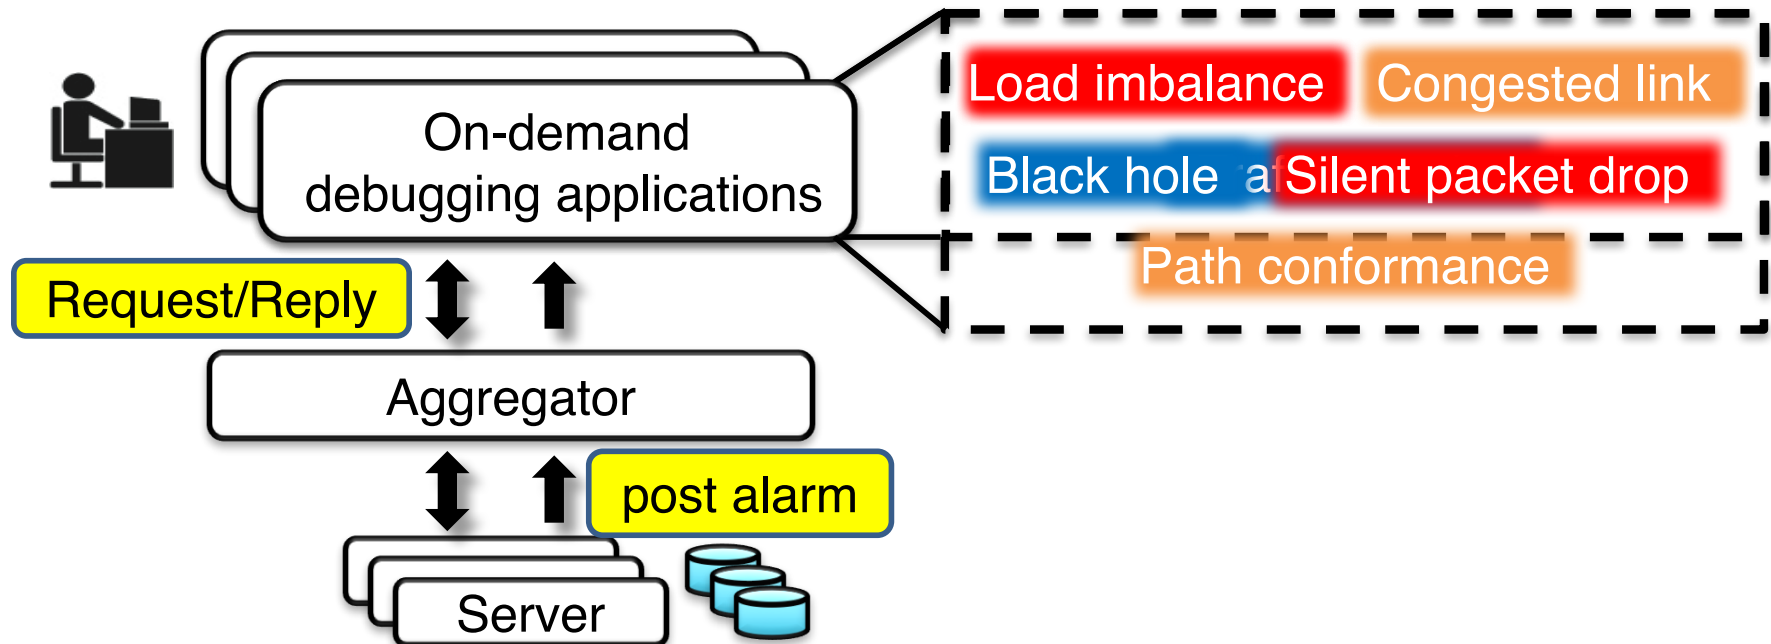 On-demand
debugging applications
Load imbalance
Congested link
Black hole
Silent packet drop
Path conformance
Request/Reply
Aggregator
post alarm
Server